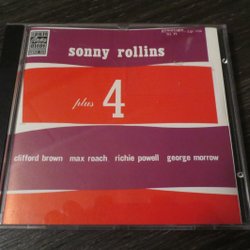 sonny rollins
plus 4
clifford brown max roach richie powell george morrow